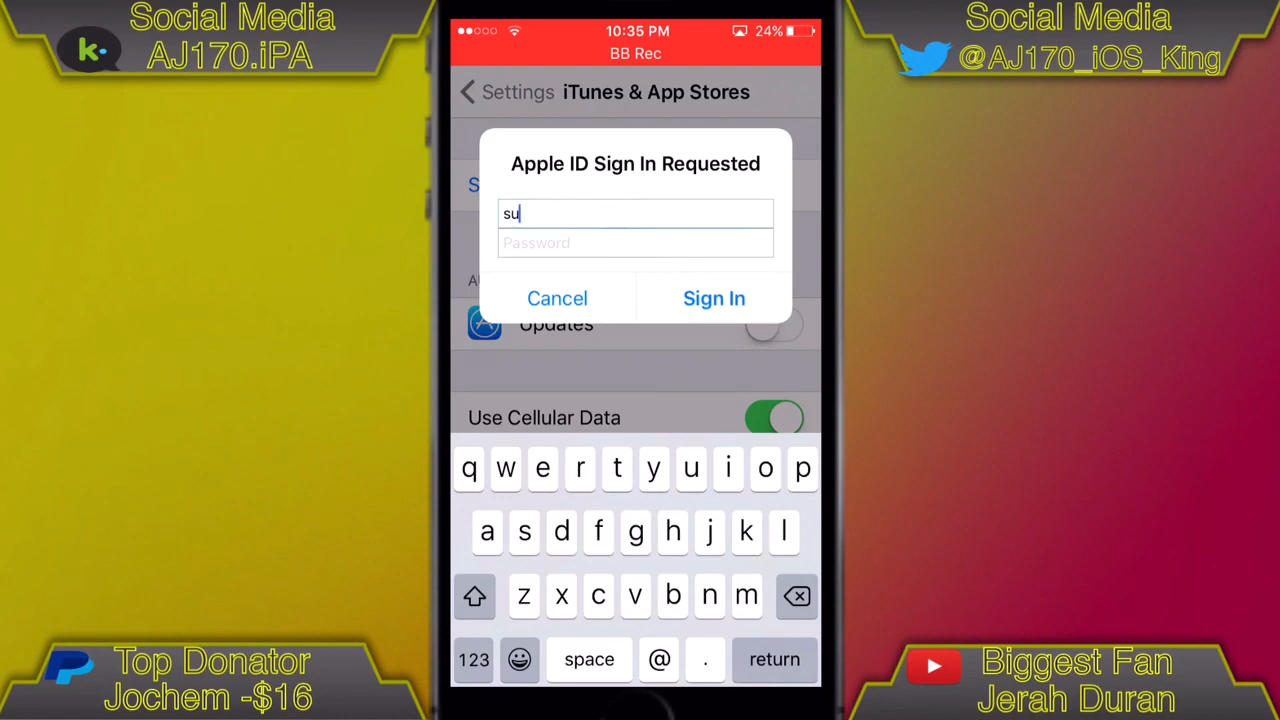 Social Media
AJ170.iPA
Social Media
@AJ170_iOS_King
10:35 PM
24%
BB Rec
Settings
iTunes & App Stores
Apple ID Sign In Requested
su
Password
Cancel
Sign In
Updates
Use Cellular Data
q w e r t y u i o p
a s d f g h j k l
z x c v b n m
123 space @ . return
Top Donator
Jochem -$16
Biggest Fan
Jerah Duran